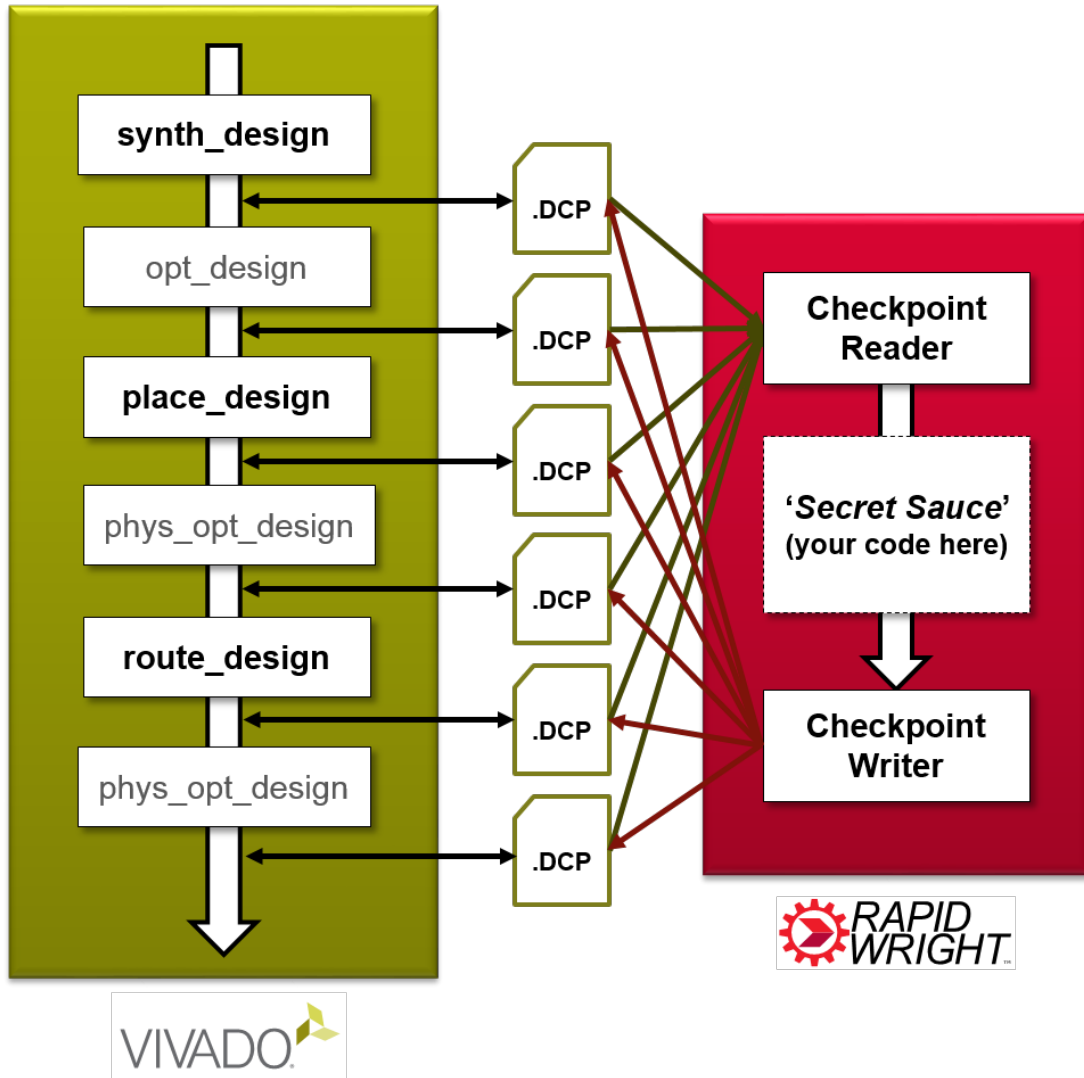 synth_design
opt_design
place_design
phys_opt_design
route_design
phys_opt_design
.DCP
.DCP
.DCP
.DCP
.DCP
.DCP
Checkpoint
Reader
‘Secret Sauce’
(your code here)
Checkpoint
Writer
VIVADO.
RAPID
WRIGHT